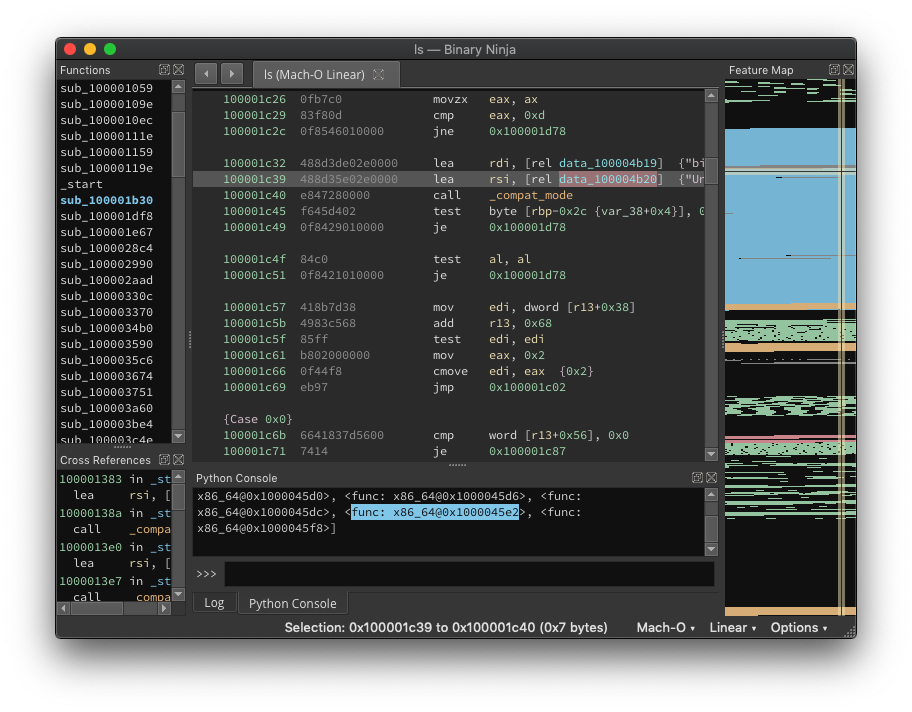 ls — Binary Ninja
Functions
sub_100001059
sub_10000109e
sub_1000010ec
sub_10000111e
sub_100001159
sub_10000119e
_start
sub_100001b30
sub_100001df8
sub_100001e67
sub_1000028c4
sub_100002990
sub_100002aad
sub_10000330c
sub_100003370
sub_1000034b0
sub_100003590
sub_1000035c6
sub_100003674
sub_100003751
sub_100003a60
sub_100003be4
sub_100003c4e
Cross References
100001383 in _st
lea rsi, [
10000138a in _st
call _compa
1000013e0 in _st
lea rsi, [
1000013e7 in _st
call _compa
ls (Mach-O Linear)
100001c26 0fb7c0 movzx eax, ax
100001c29 83f80d cmp eax, 0xd
100001c2c 0f8546010000 jne 0x100001d78
100001c32 488d3de02e0000 lea rdi, [rel data_100004b19] {"bi
100001c39 488d35e02e0000 lea rsi, [rel data_100004b20] {"Un
100001c40 e847280000 call _compat_mode
100001c45 f645d402 test byte [rbp-0x2c {var_38+0x4}], 0
100001c49 0f8429010000 je 0x100001d78
100001c4f 84c0 test al, al
100001c51 0f8421010000 je 0x100001d78
100001c57 418b7d38 mov edi, dword [r13+0x38]
100001c5b 4983c568 add r13, 0x68
100001c5f 85ff test edi, edi
100001c61 b802000000 mov eax, 0x2
100001c66 0f44f8 cmove edi, eax {0x2}
100001c69 eb97 jmp 0x100001c02
{Case 0x0}
100001c6b 6641837d5600 cmp word [r13+0x56], 0x0
100001c71 7414 je 0x100001c87
Python Console
x86_64@0x1000045d0>, <func: x86_64@0x1000045d6>, <func:
x86_64@0x1000045dc>, <func: x86_64@0x1000045e2>, <func:
x86_64@0x1000045f8>]
>>>
Log Python Console
Feature Map
Selection: 0x100001c39 to 0x100001c40 (0x7 bytes) Mach-O Linear Options